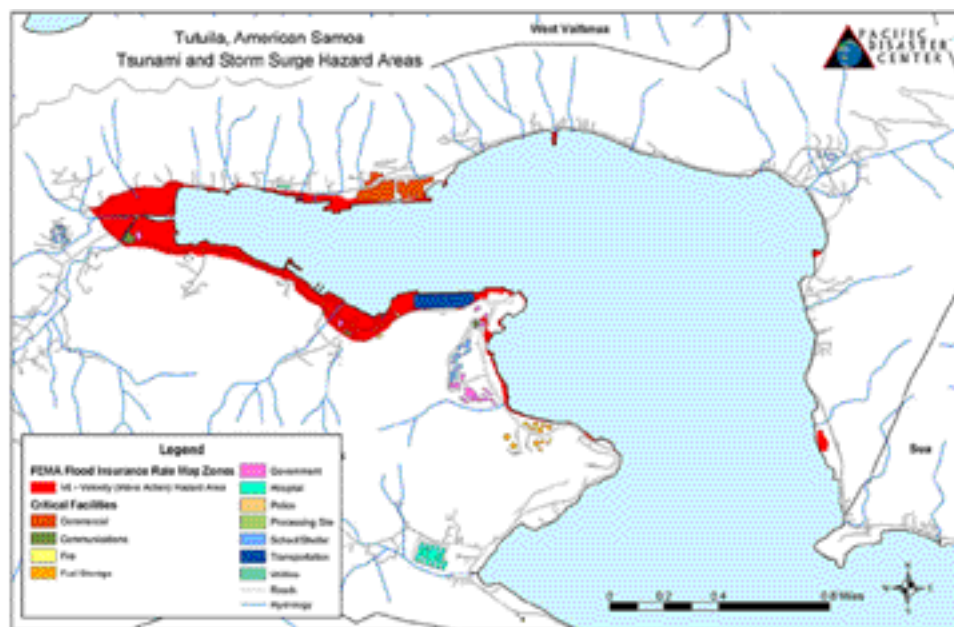 Tutuila, American Samoa
Tsunami and Storm Surge Hazard Areas
West Vaifanua
PACIFIC
DISASTER
CENTER
Sua
Legend
FEMA Flood Insurance Rate Map Zones
VE - Velocity (Wave Action) Hazard Area
Critical Facilities
Commercial
Communications
Fire
Fuel Storage
Government
Hospital
Police
Processing Site
School/Shelter
Transportation
Utilities
Roads
Hydrology
N
W E
S
0 0.2 0.4 0.8 Miles